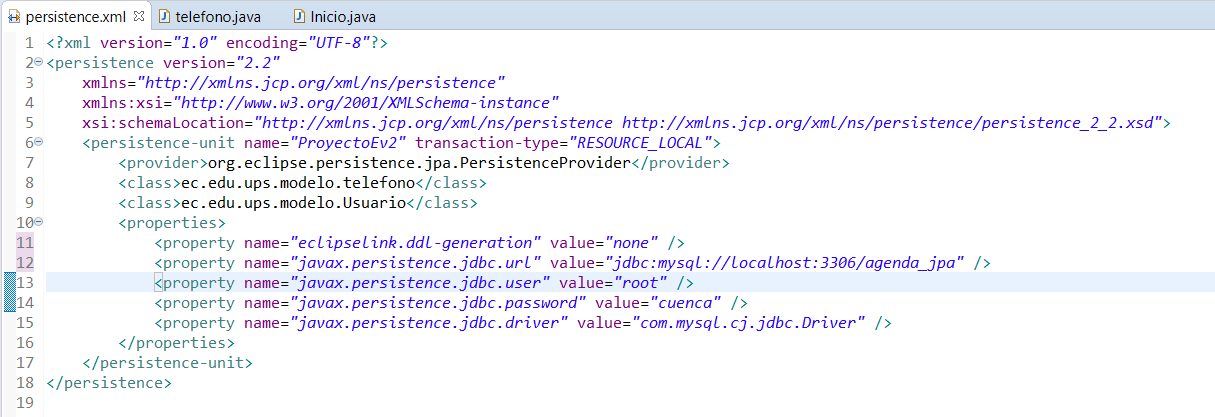 persistence.xml telefono.java Inicio.java
1 <?xml version="1.0" encoding="UTF-8"?>
2 <persistence version="2.2"
3 xmlns="http://xmlns.jcp.org/xml/ns/persistence"
4 xmlns:xsi="http://www.w3.org/2001/XMLSchema-instance"
5 xsi:schemaLocation="http://xmlns.jcp.org/xml/ns/persistence http://xmlns.jcp.org/xml/ns/persistence/persistence_2_2.xsd">
6 <persistence-unit name="ProyectoEv2" transaction-type="RESOURCE_LOCAL">
7 <provider>org.eclipse.persistence.jpa.PersistenceProvider</provider>
8 <class>ec.edu.ups.modelo.telefono</class>
9 <class>ec.edu.ups.modelo.Usuario</class>
10 <properties>
11 <property name="eclipselink.ddl-generation" value="none" />
12 <property name="javax.persistence.jdbc.url" value="jdbc:mysql://localhost:3306/agenda_jpa" />
13 <property name="javax.persistence.jdbc.user" value="root" />
14 <property name="javax.persistence.jdbc.password" value="cuenca" />
15 <property name="javax.persistence.jdbc.driver" value="com.mysql.cj.jdbc.Driver" />
16 </properties>
17 </persistence-unit>
18 </persistence>
19